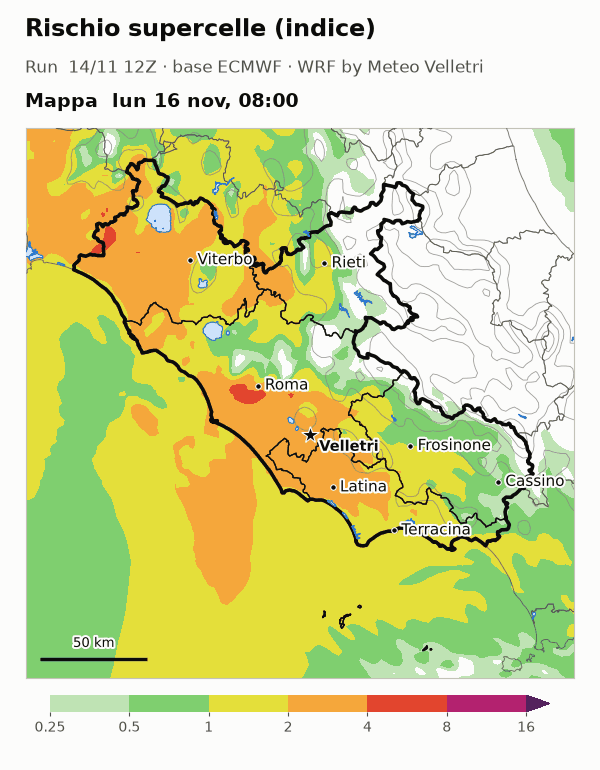 Rischio supercelle (indice)
Run 14/11 12Z · base ECMWF · WRF by Meteo Velletri
Mappa lun 16 nov, 08:00
Viterbo
Rieti
Roma
Velletri
Frosinone
Cassino
Latina
Terracina
50 km
0.25 0.5 1 2 4 8 16